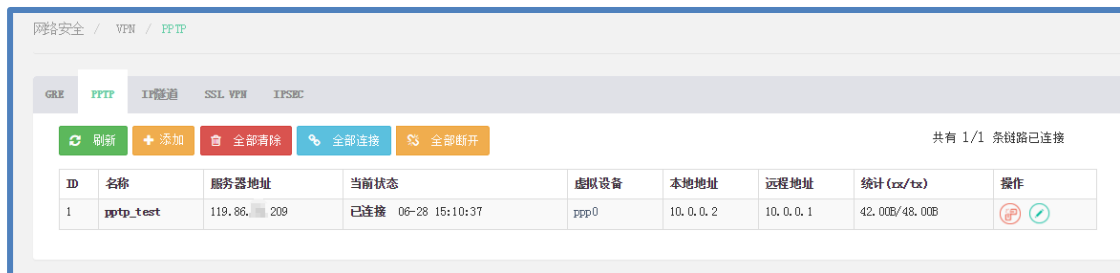 网络安全 / VPN / PPTP
GRE PPTP IP隧道 SSL VPN IPSEC
刷新 添加 全部清除 全部连接 全部断开 共有 1/1 条链路已连接
ID 名称 服务器地址 当前状态 虚拟设备 本地地址 远程地址 统计(rx/tx) 操作
1 pptp_test 119.86. 209 已连接 06-28 15:10:37 ppp0 10.0.0.2 10.0.0.1 42.00B/48.00B